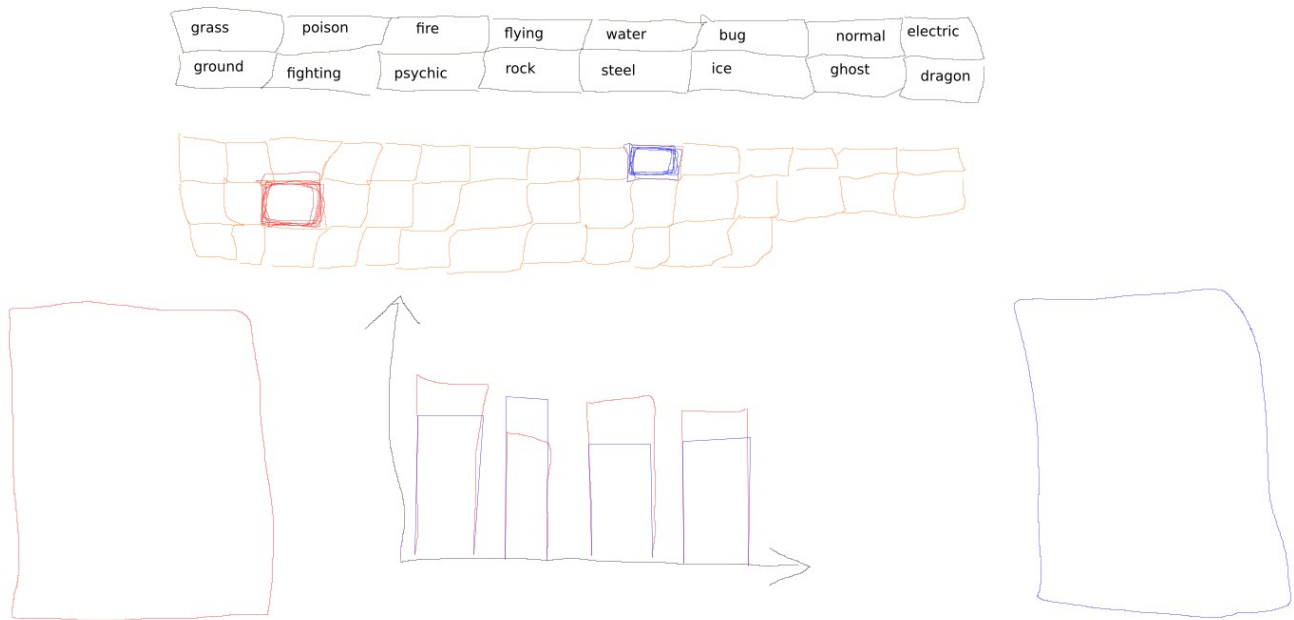 grass poison fire flying water bug normal electric
ground fighting psychic rock steel ice ghost dragon